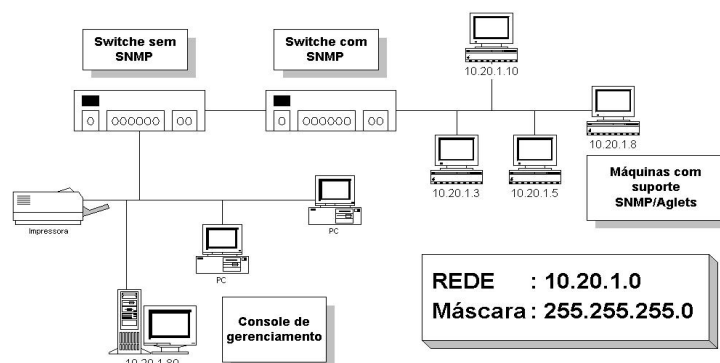 Switche sem
SNMP
Switche com
SNMP
10.20.1.10
10.20.1.8
10.20.1.3
10.20.1.5
Máquinas com
suporte
SNMP/Aglets
Impressora
PC
PC
REDE : 10.20.1.0
Máscara : 255.255.255.0
Console de
gerenciamento
10.20.1.80